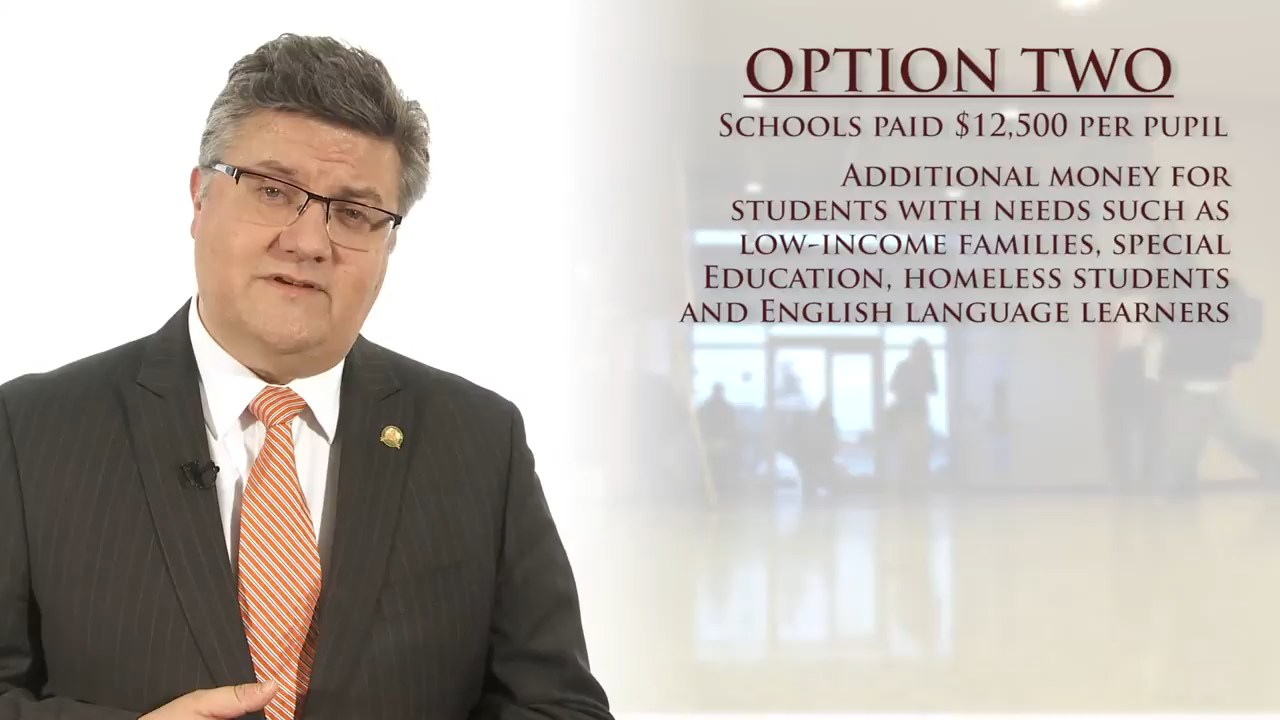 OPTION TWO
SCHOOLS PAID $12,500 PER PUPIL
ADDITIONAL MONEY FOR
STUDENTS WITH NEEDS SUCH AS
LOW-INCOME FAMILIES, SPECIAL
EDUCATION, HOMELESS STUDENTS
AND ENGLISH LANGUAGE LEARNERS